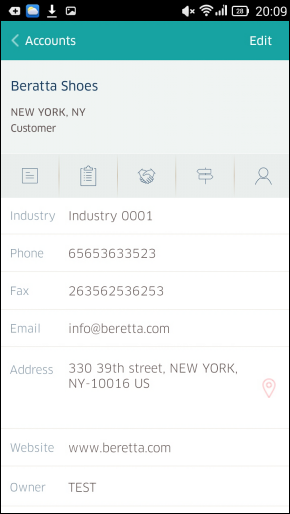 28 20:09
Accounts Edit
Beratta Shoes
NEW YORK, NY
Customer
Industry Industry 0001
Phone 65653633523
Fax 263562536253
Email info@beretta.com
Address 330 39th street, NEW YORK,
NY-10016 US
Website www.beretta.com
Owner TEST